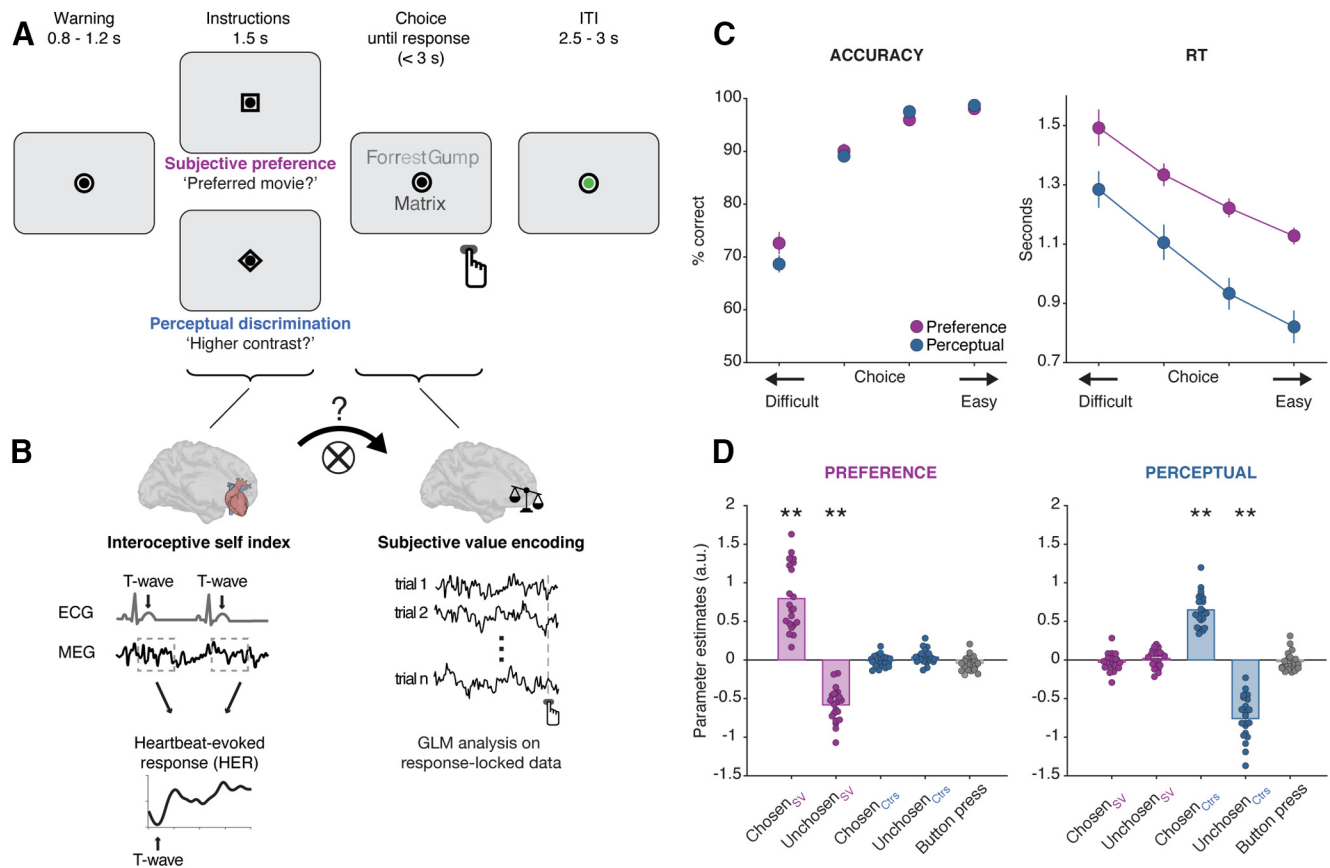 A
Warning
0.8 - 1.2 s
Instructions
1.5 s
Choice
until response
(< 3 s)
ITI
2.5 - 3 s
Subjective preference
'Preferred movie?'
ForrestGump
Matrix
Perceptual discrimination
'Higher contrast?'
B
?
Interoceptive self index
T-wave
T-wave
ECG
MEG
Heartbeat-evoked
response (HER)
T-wave
Subjective value encoding
trial 1
trial 2
trial n
GLM analysis on
response-locked data
C
ACCURACY
% correct
100
90
80
70
60
50
Preference
Perceptual
Choice
Difficult
Easy
RT
Seconds
1.5
1.3
1.1
0.9
0.7
Choice
Difficult
Easy
D
PREFERENCE
Parameter estimates (a.u.)
2
1.5
1
0.5
0
-0.5
-1
-1.5
** **
Chosen SV
Unchosen SV
Chosen Ctrs
Unchosen Ctrs
Button press
PERCEPTUAL
2
1.5
1
0.5
0
-0.5
-1
-1.5
** **
Chosen SV
Unchosen SV
Chosen Ctrs
Unchosen Ctrs
Button press